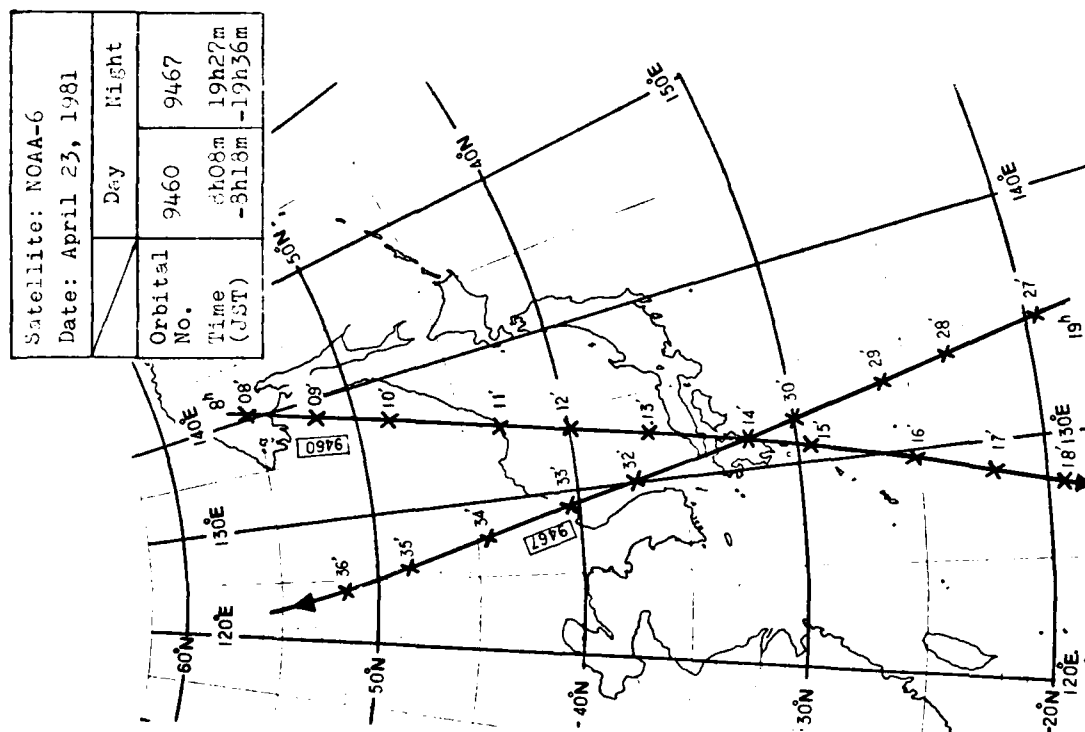 Satellite: NOAA-6
Date: April 23, 1981
Day Night
Orbital No. 9460 9467
Time (JST) 8h08m -8h18m 19h27m -19h36m
150°E
40°N
50°N
140°E
140°E
8h
08'
09'
10'
9460
11'
12'
13'
14'
15'
16'
17'
18'
130°E
130°E
19h
27'
28'
29'
30'
32'
33'
34'
35'
36'
9467
120°E
120°E
60°N
50°N
40°N
30°N
20°N